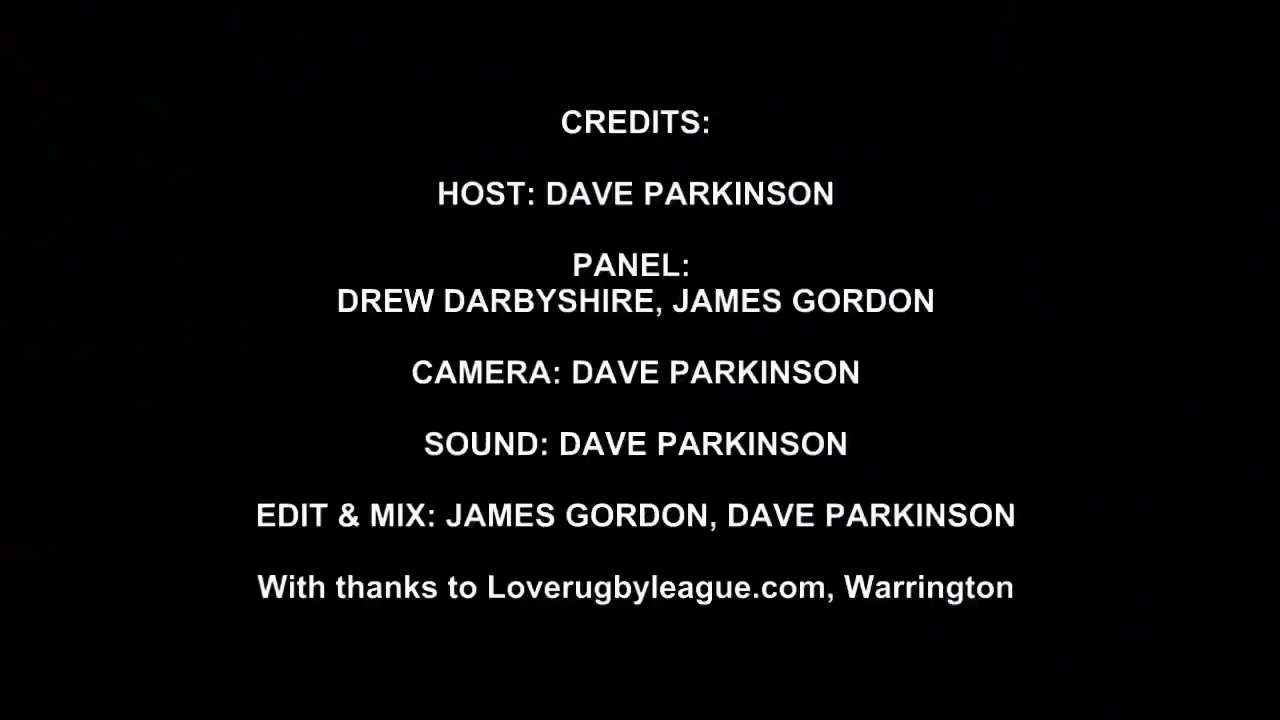 CREDITS:
HOST: DAVE PARKINSON
PANEL:
DREW DARBYSHIRE, JAMES GORDON
CAMERA: DAVE PARKINSON
SOUND: DAVE PARKINSON
EDIT & MIX: JAMES GORDON, DAVE PARKINSON
With thanks to Loverugbyleague.com, Warrington